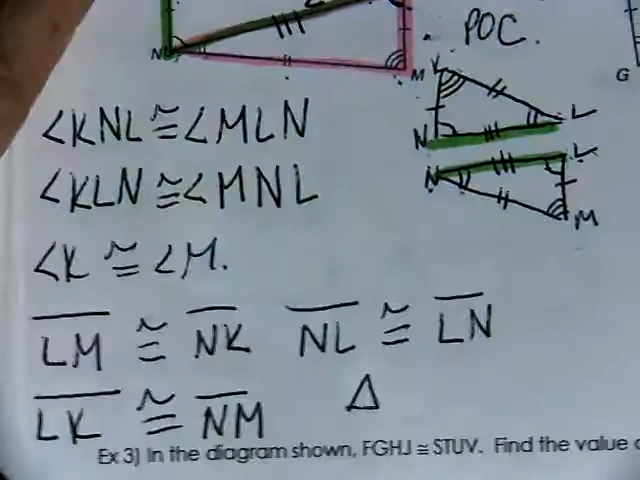 N
M
POC.
G
K
L
N
∠KNL ≅ ∠MLN
L
N
∠KLN ≅ ∠MNL
M
∠K ≅ ∠M.
LM ≅ NK NL ≅ LN
LK ≅ NM Δ
Ex 3) In the diagram shown, FGHJ ≅ STUV. Find the value